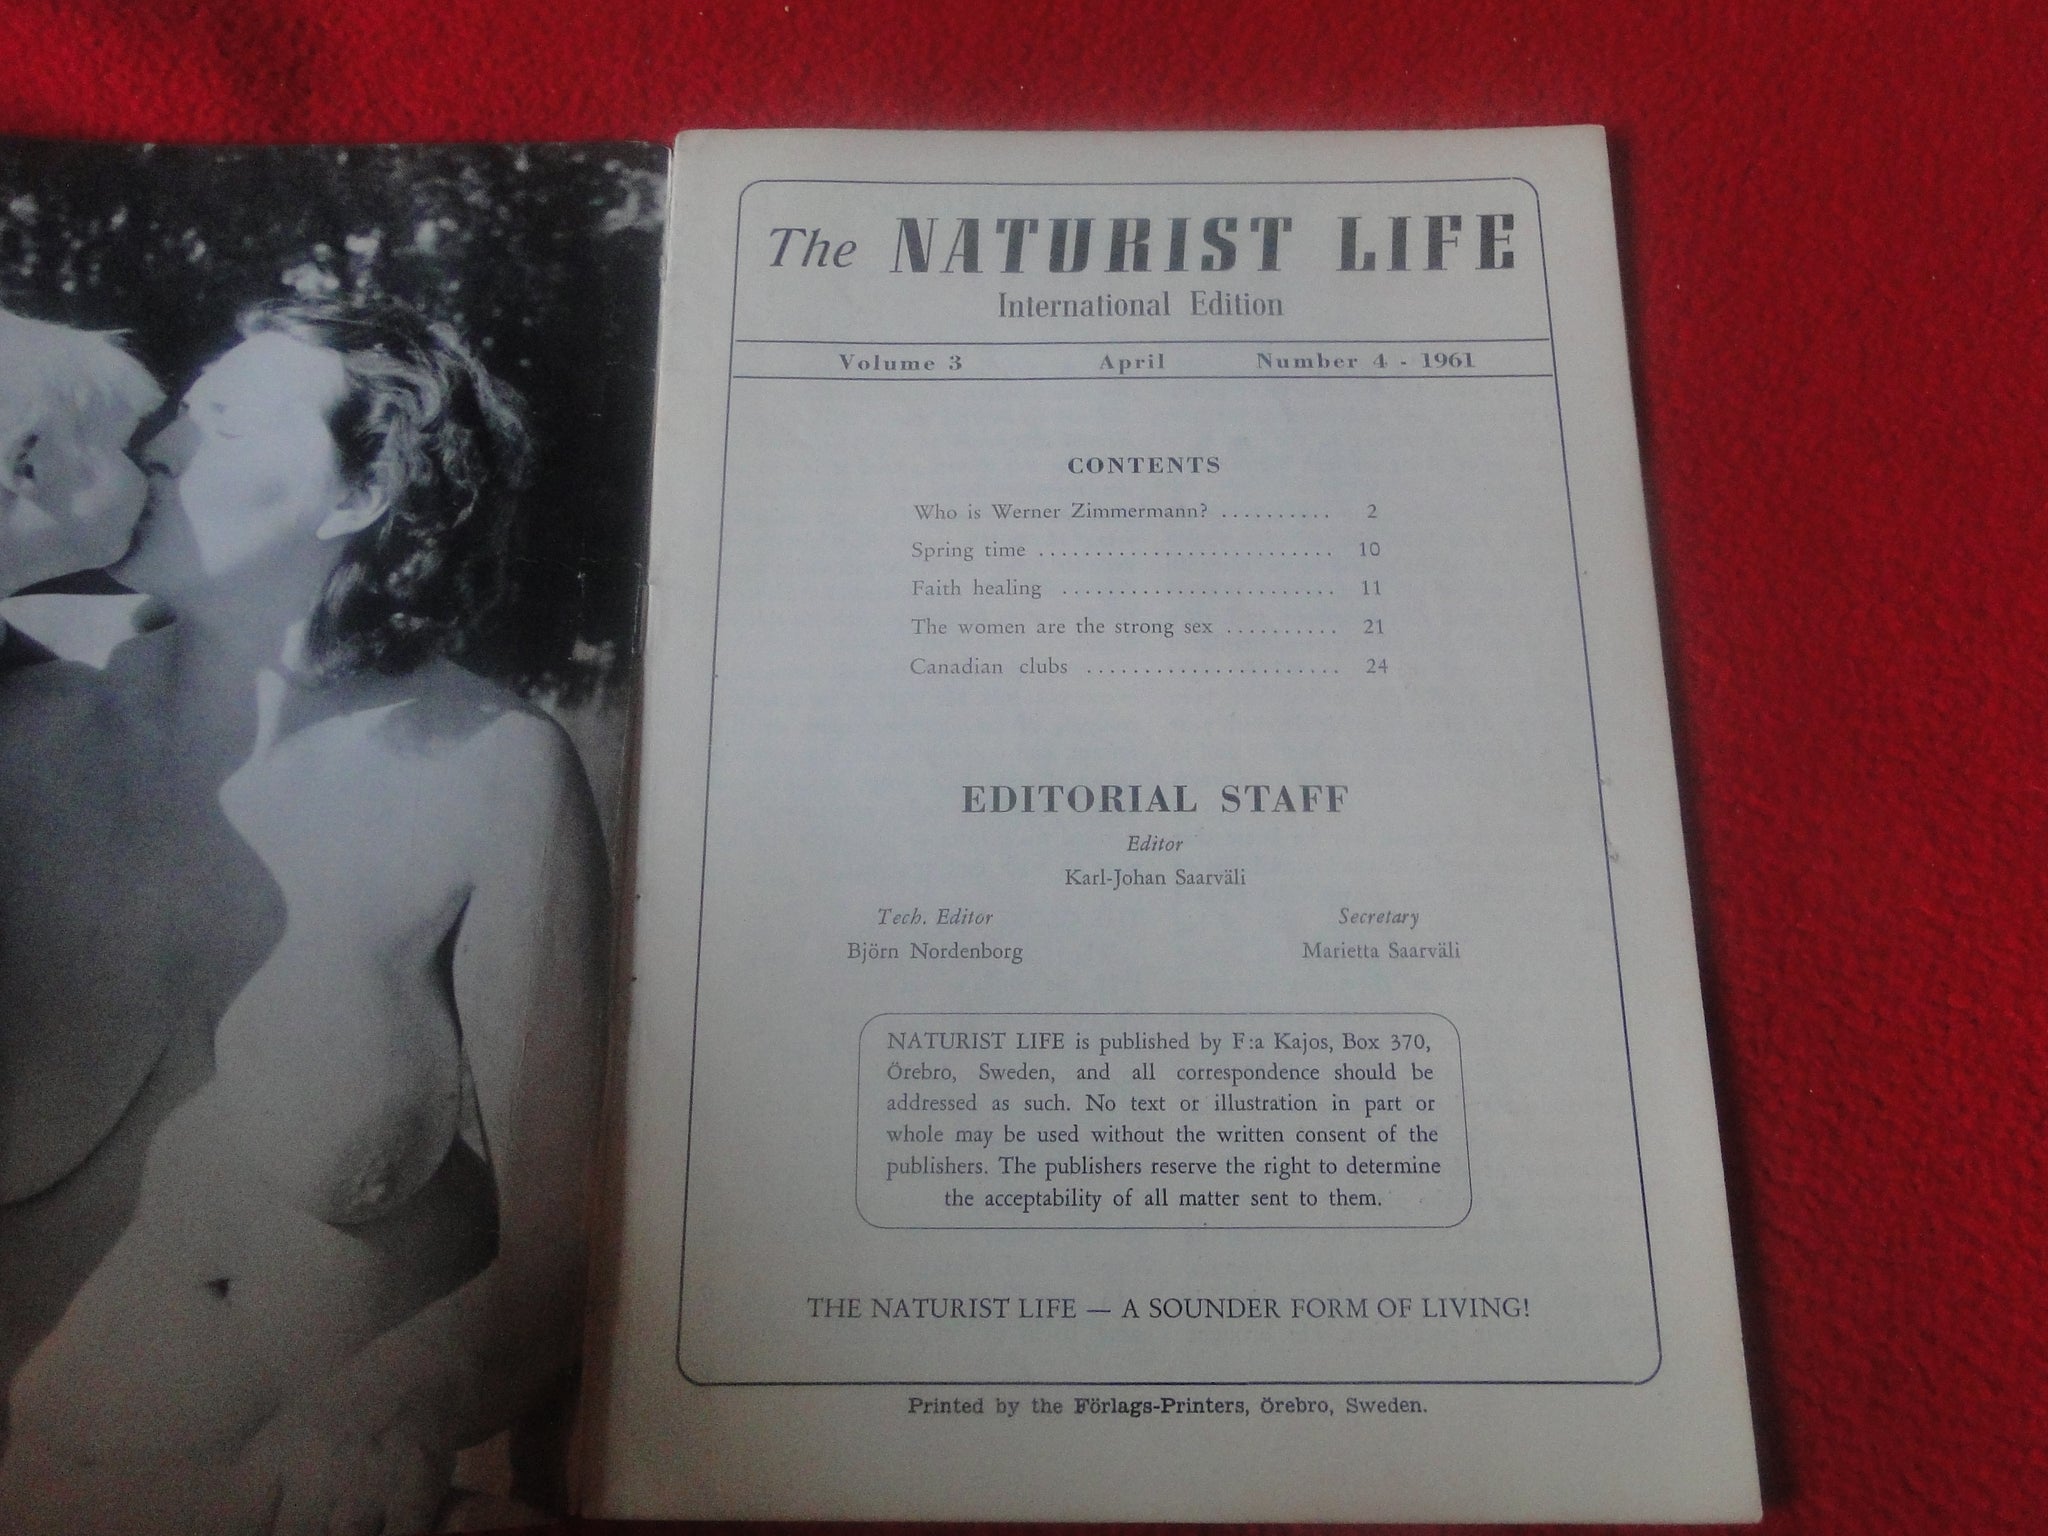 The NATURIST LIFE
International Edition
Volume 3 April Number 4 - 1961
CONTENTS
Who is Werner Zimmermann? .......... 2
Spring time .......................... 10
Faith healing ........................ 11
The women are the strong sex .......... 21
Canadian clubs ...................... 24
EDITORIAL STAFF
Editor
Karl-Johan Saarväli
Tech. Editor Secretary
Björn Nordenborg Marietta Saarväli
NATURIST LIFE is published by F:a Kajos, Box 370,
Örebro, Sweden, and all correspondence should be
addressed as such. No text or illustration in part or
whole may be used without the written consent of the
publishers. The publishers reserve the right to determine
the acceptability of all matter sent to them.
THE NATURIST LIFE — A SOUNDER FORM OF LIVING!
Printed by the Förlags-Printers, Örebro, Sweden.